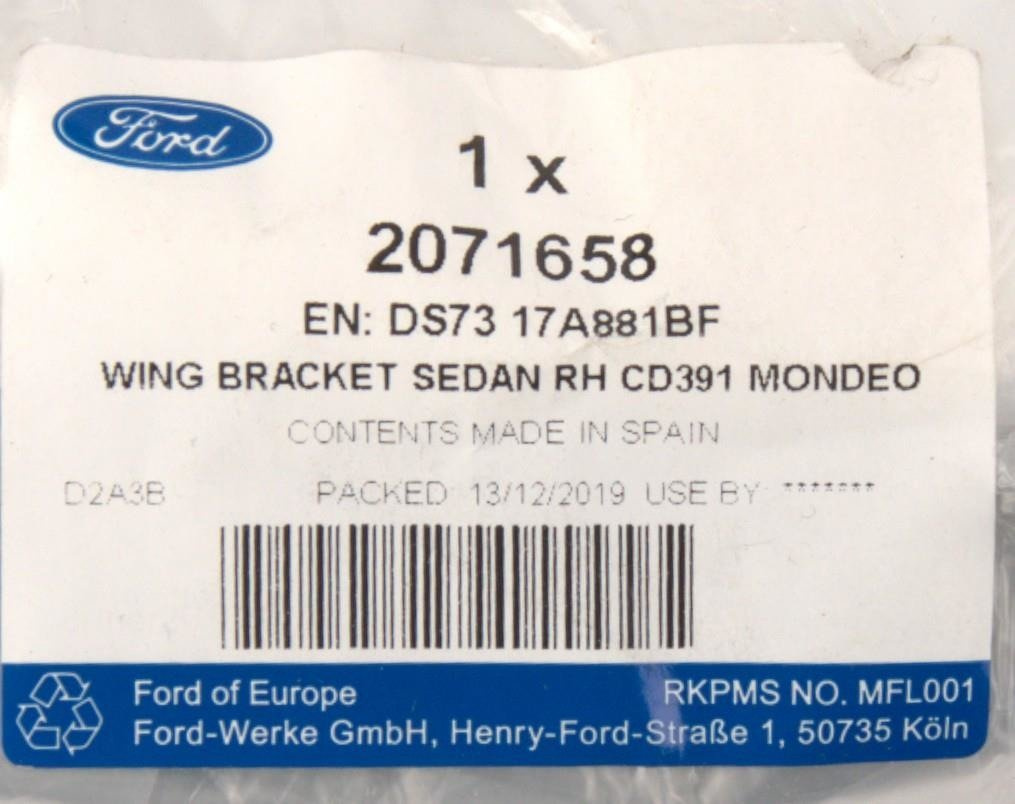 Ford
1 x
2071658
EN: DS73 17A881BF
WING BRACKET SEDAN RH CD391 MONDEO
CONTENTS MADE IN SPAIN
D2A3B PACKED 13/12/2019 USE BY *******
Ford of Europe RKPMS NO. MFL001
Ford-Werke GmbH, Henry-Ford-Straße 1, 50735 Köln